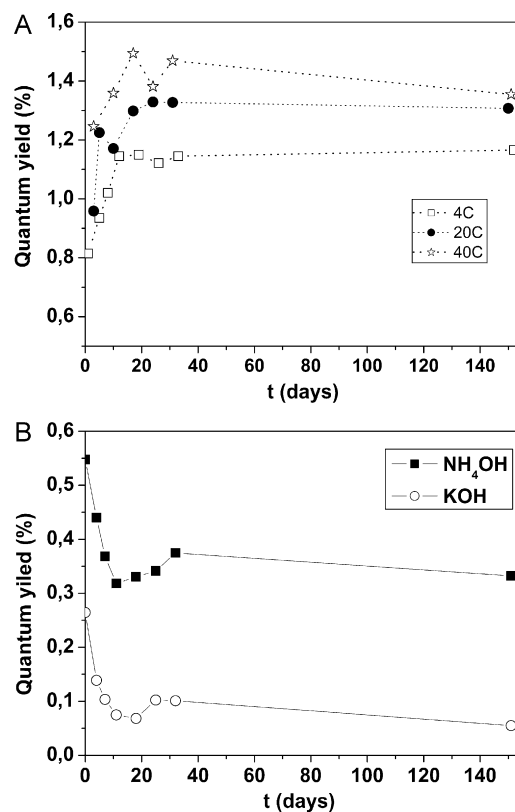 A
1,6
1,4
1,2
1,0
0,8
0,6
Quantum yield (%)
4C
20C
40C
0 20 40 60 80 100 120 140
t (days)
B
0,6
0,5
0,4
0,3
0,2
0,1
0,0
Quantum yiled (%)
NH₄OH
KOH
0 20 40 60 80 100 120 140
t (days)